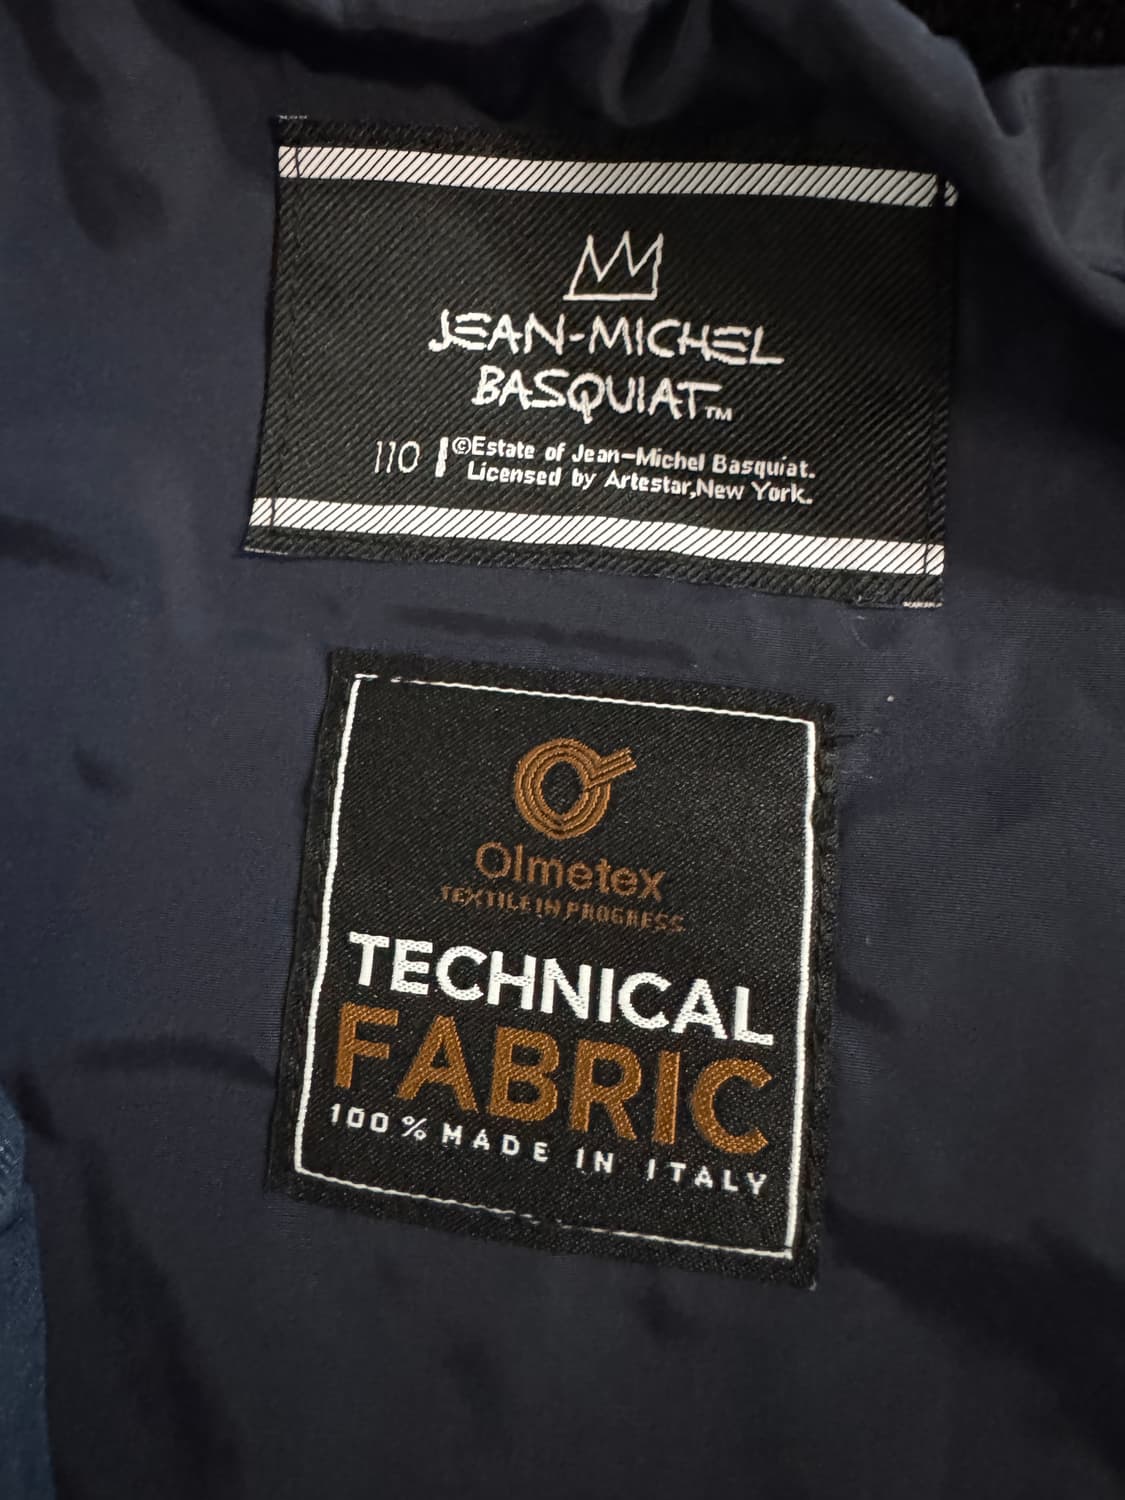 JEAN-MICHEL
BASQUIAT™
110 ©Estate of Jean-Michel Basquiat.
Licensed by Artestar,New York.
Olmetex
TEXTILE IN PROGRESS
TECHNICAL
FABRIC
100% MADE IN ITALY